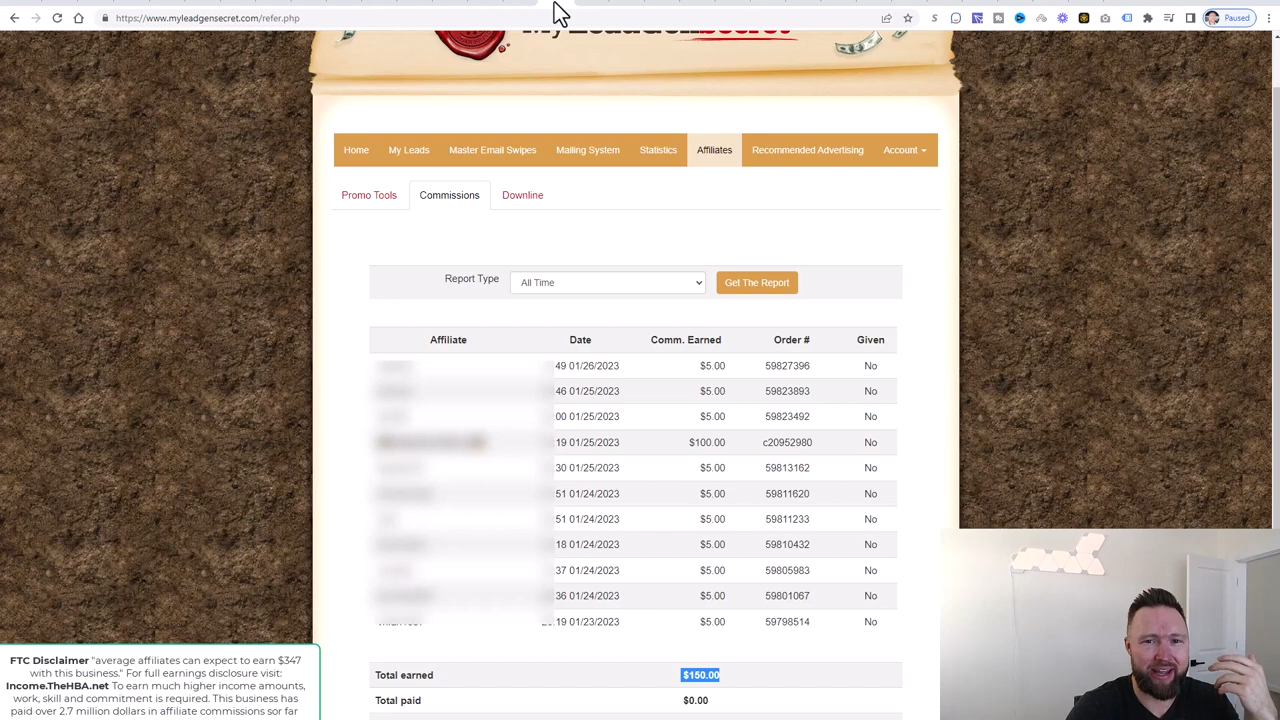 https://www.myleadgensecret.com/refer.php
Paused
MyLeadGenSecret
Home My Leads Master Email Swipes Mailing System Statistics Affiliates Recommended Advertising Account
Promo Tools Commissions Downline
Report Type All Time Get The Report
Affiliate Date Comm. Earned Order # Given
49 01/26/2023 $5.00 59827396 No
46 01/25/2023 $5.00 59823893 No
00 01/25/2023 $5.00 59823492 No
19 01/25/2023 $100.00 c20952980 No
30 01/25/2023 $5.00 59813162 No
51 01/24/2023 $5.00 59811620 No
51 01/24/2023 $5.00 59811233 No
18 01/24/2023 $5.00 59810432 No
37 01/24/2023 $5.00 59805983 No
36 01/24/2023 $5.00 59801067 No
19 01/23/2023 $5.00 59798514 No
Total earned $150.00
Total paid $0.00
FTC Disclaimer "average affiliates can expect to earn $347
with this business." For full earnings disclosure visit:
Income.TheHBA.net To earn much higher income amounts,
work, skill and commitment is required. This business has
paid over 2.7 million dollars in affiliate commissions sor far